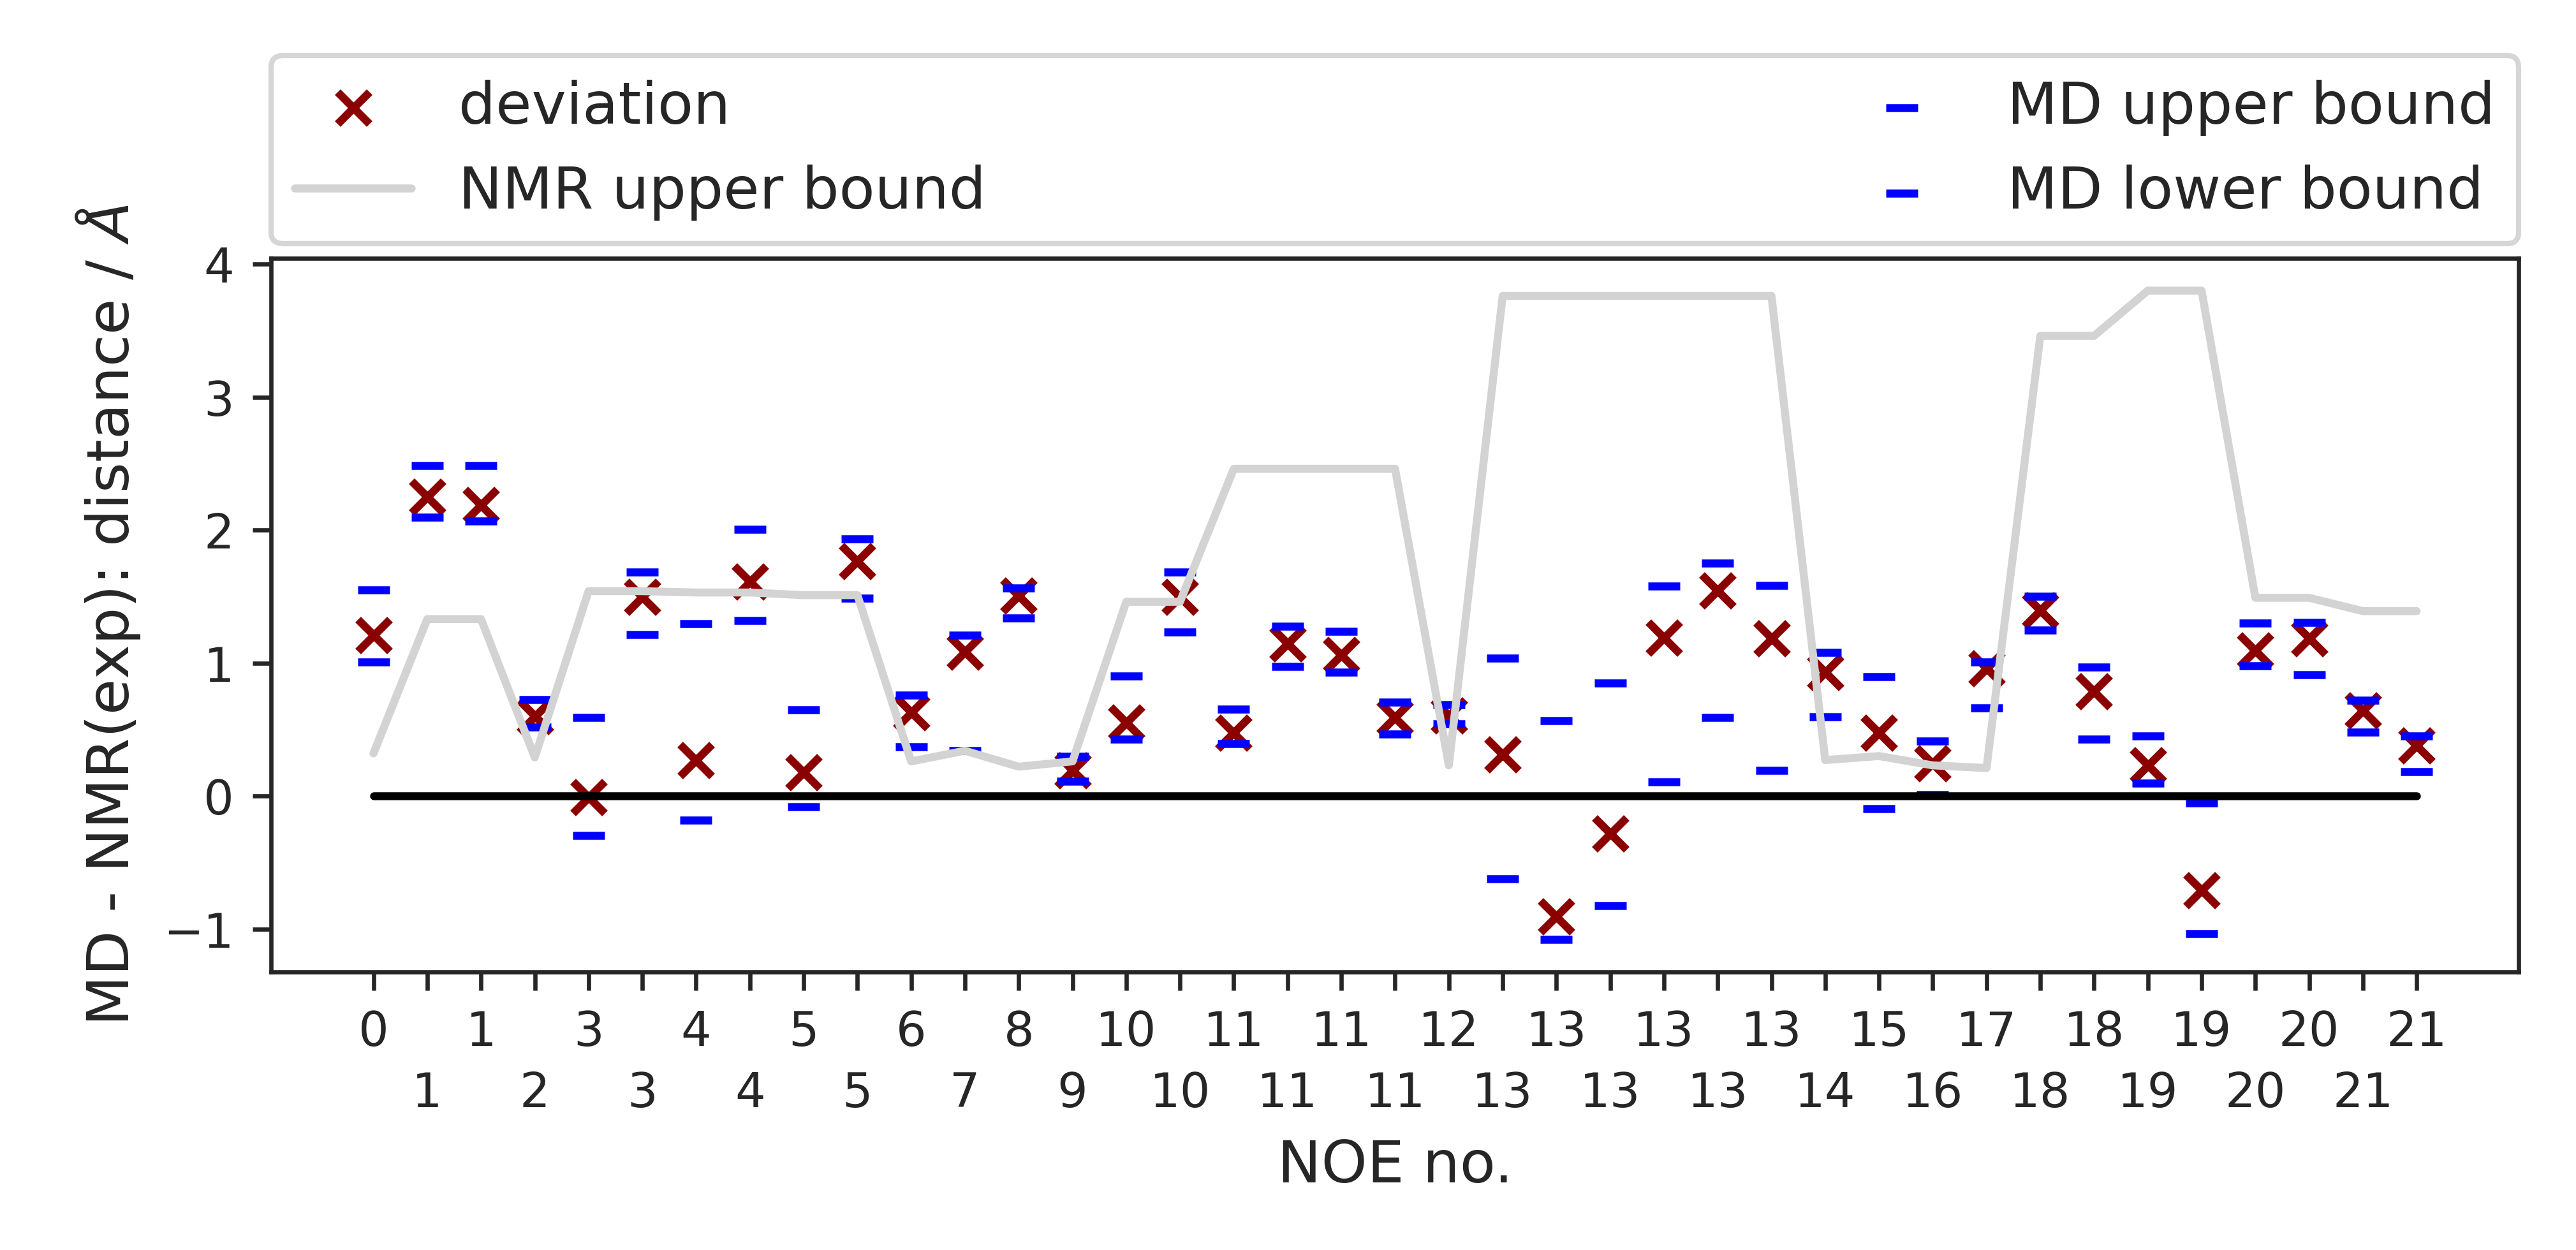 deviation
NMR upper bound
MD upper bound
MD lower bound
MD - NMR(exp): distance / Å
4
3
2
1
0
−1
0 1 3 4 5 6 8 10 11 11 12 13 13 13 15 17 18 19 20 21
1 2 3 4 5 7 9 10 11 11 13 13 13 14 16 18 19 20 21
NOE no.